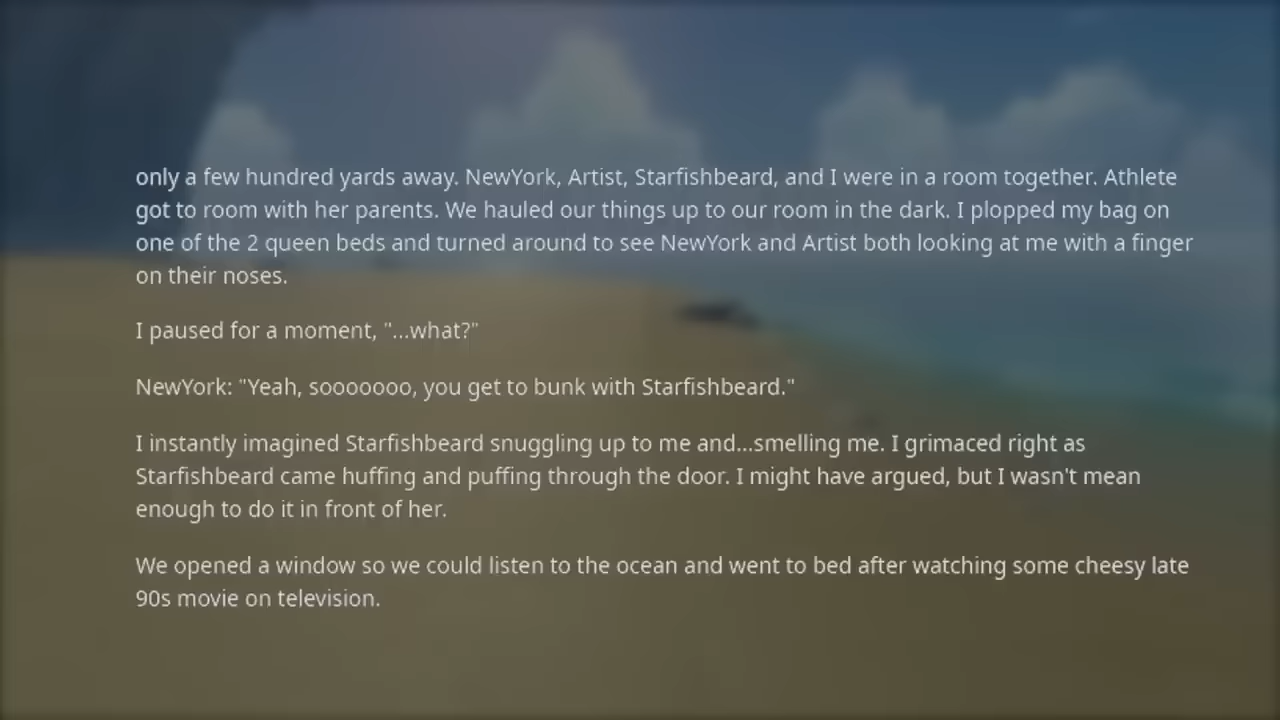 only a few hundred yards away. NewYork, Artist, Starfishbeard, and I were in a room together. Athlete
got to room with her parents. We hauled our things up to our room in the dark. I plopped my bag on
one of the 2 queen beds and turned around to see NewYork and Artist both looking at me with a finger
on their noses.
I paused for a moment, "...what?"
NewYork: "Yeah, sooooooo, you get to bunk with Starfishbeard."
I instantly imagined Starfishbeard snuggling up to me and...smelling me. I grimaced right as
Starfishbeard came huffing and puffing through the door. I might have argued, but I wasn't mean
enough to do it in front of her.
We opened a window so we could listen to the ocean and went to bed after watching some cheesy late
90s movie on television.